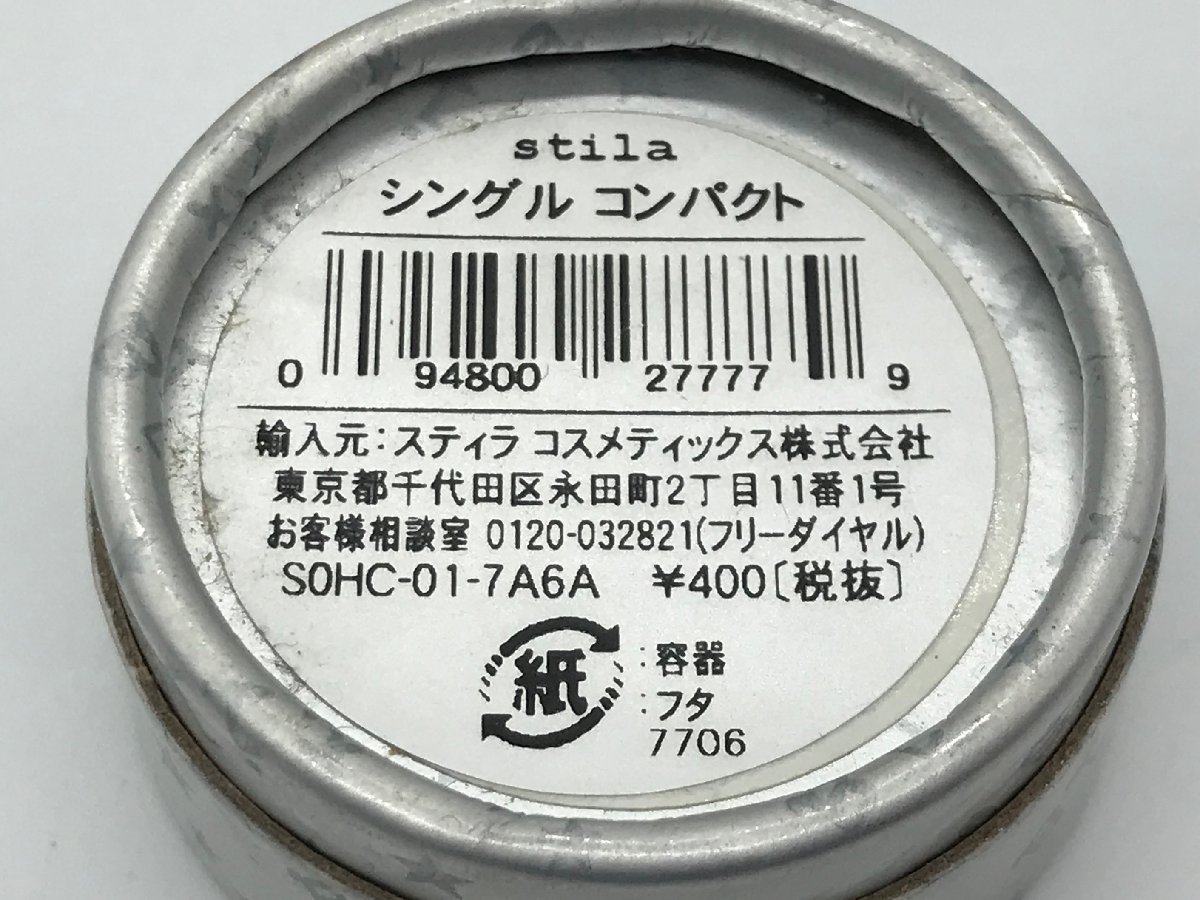 stila
シングル コンパクト
0 94800 27777 9
輸入元：スティラ コスメティックス株式会社
東京都千代田区永田町2丁目11番1号
お客様相談室 0120-032821(フリーダイヤル)
S0HC-01-7A6A ¥400〔税抜〕
紙 :容器
:フタ
7706